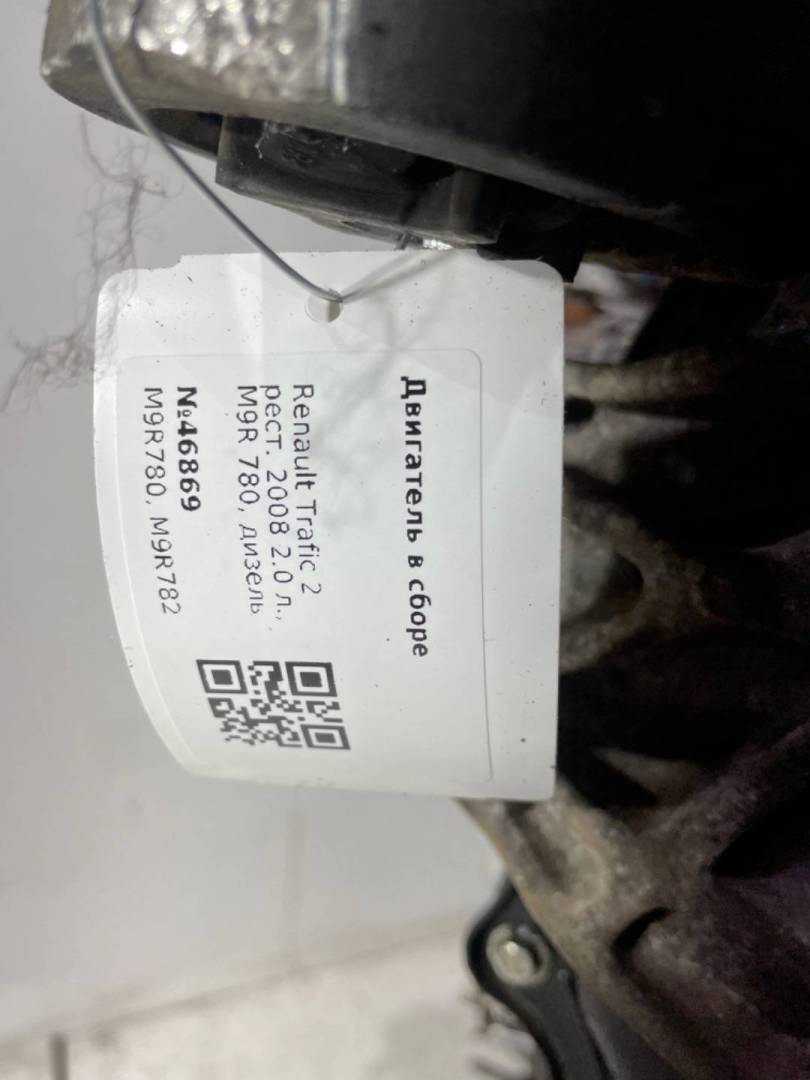 Двигатель в сборе
Renault Trafic 2
рест. 2008 2.0 л.,
M9R 780, дизель
№46869
M9R780, M9R782